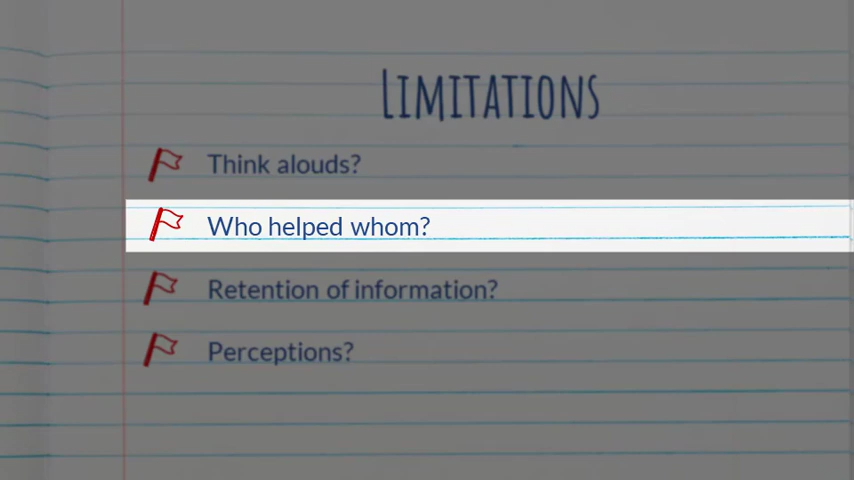 Limitations
Think alouds?
Who helped whom?
Retention of information?
Perceptions?